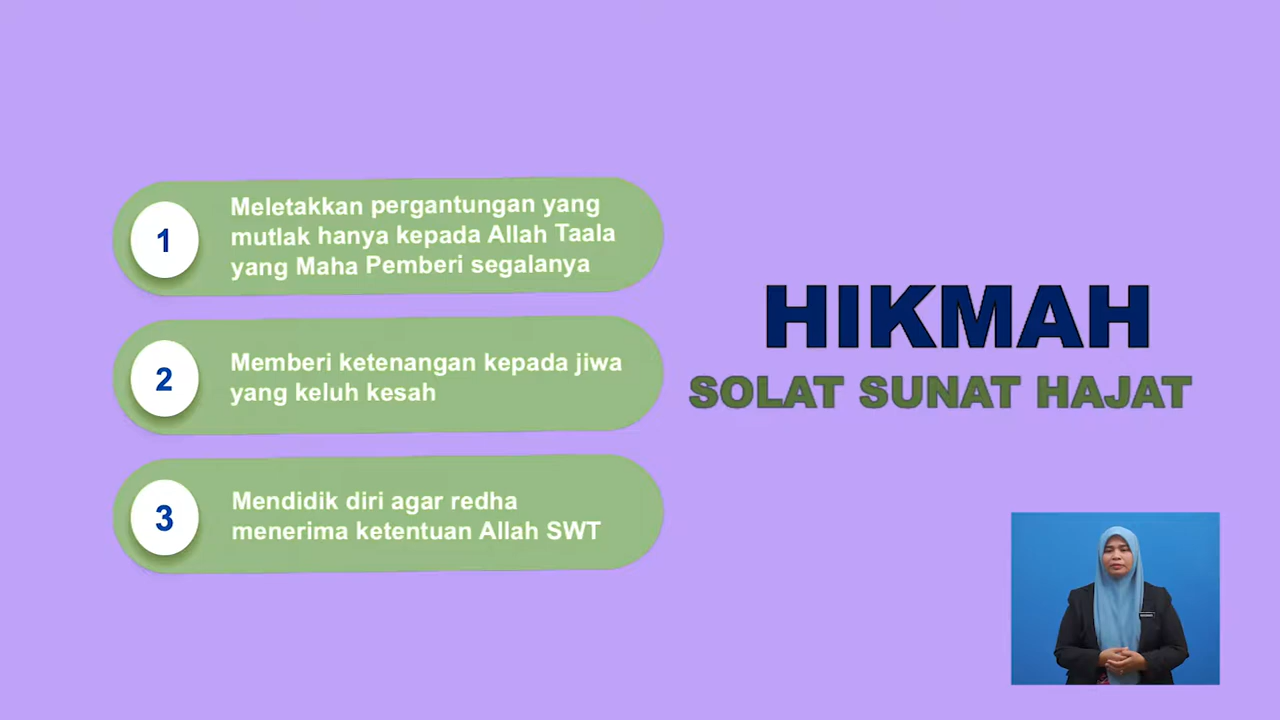 1
Meletakkan pergantungan yang
mutlak hanya kepada Allah Taala
yang Maha Pemberi segalanya
2
Memberi ketenangan kepada jiwa
yang keluh kesah
3
Mendidik diri agar redha
menerima ketentuan Allah SWT
HIKMAH
SOLAT SUNAT HAJAT